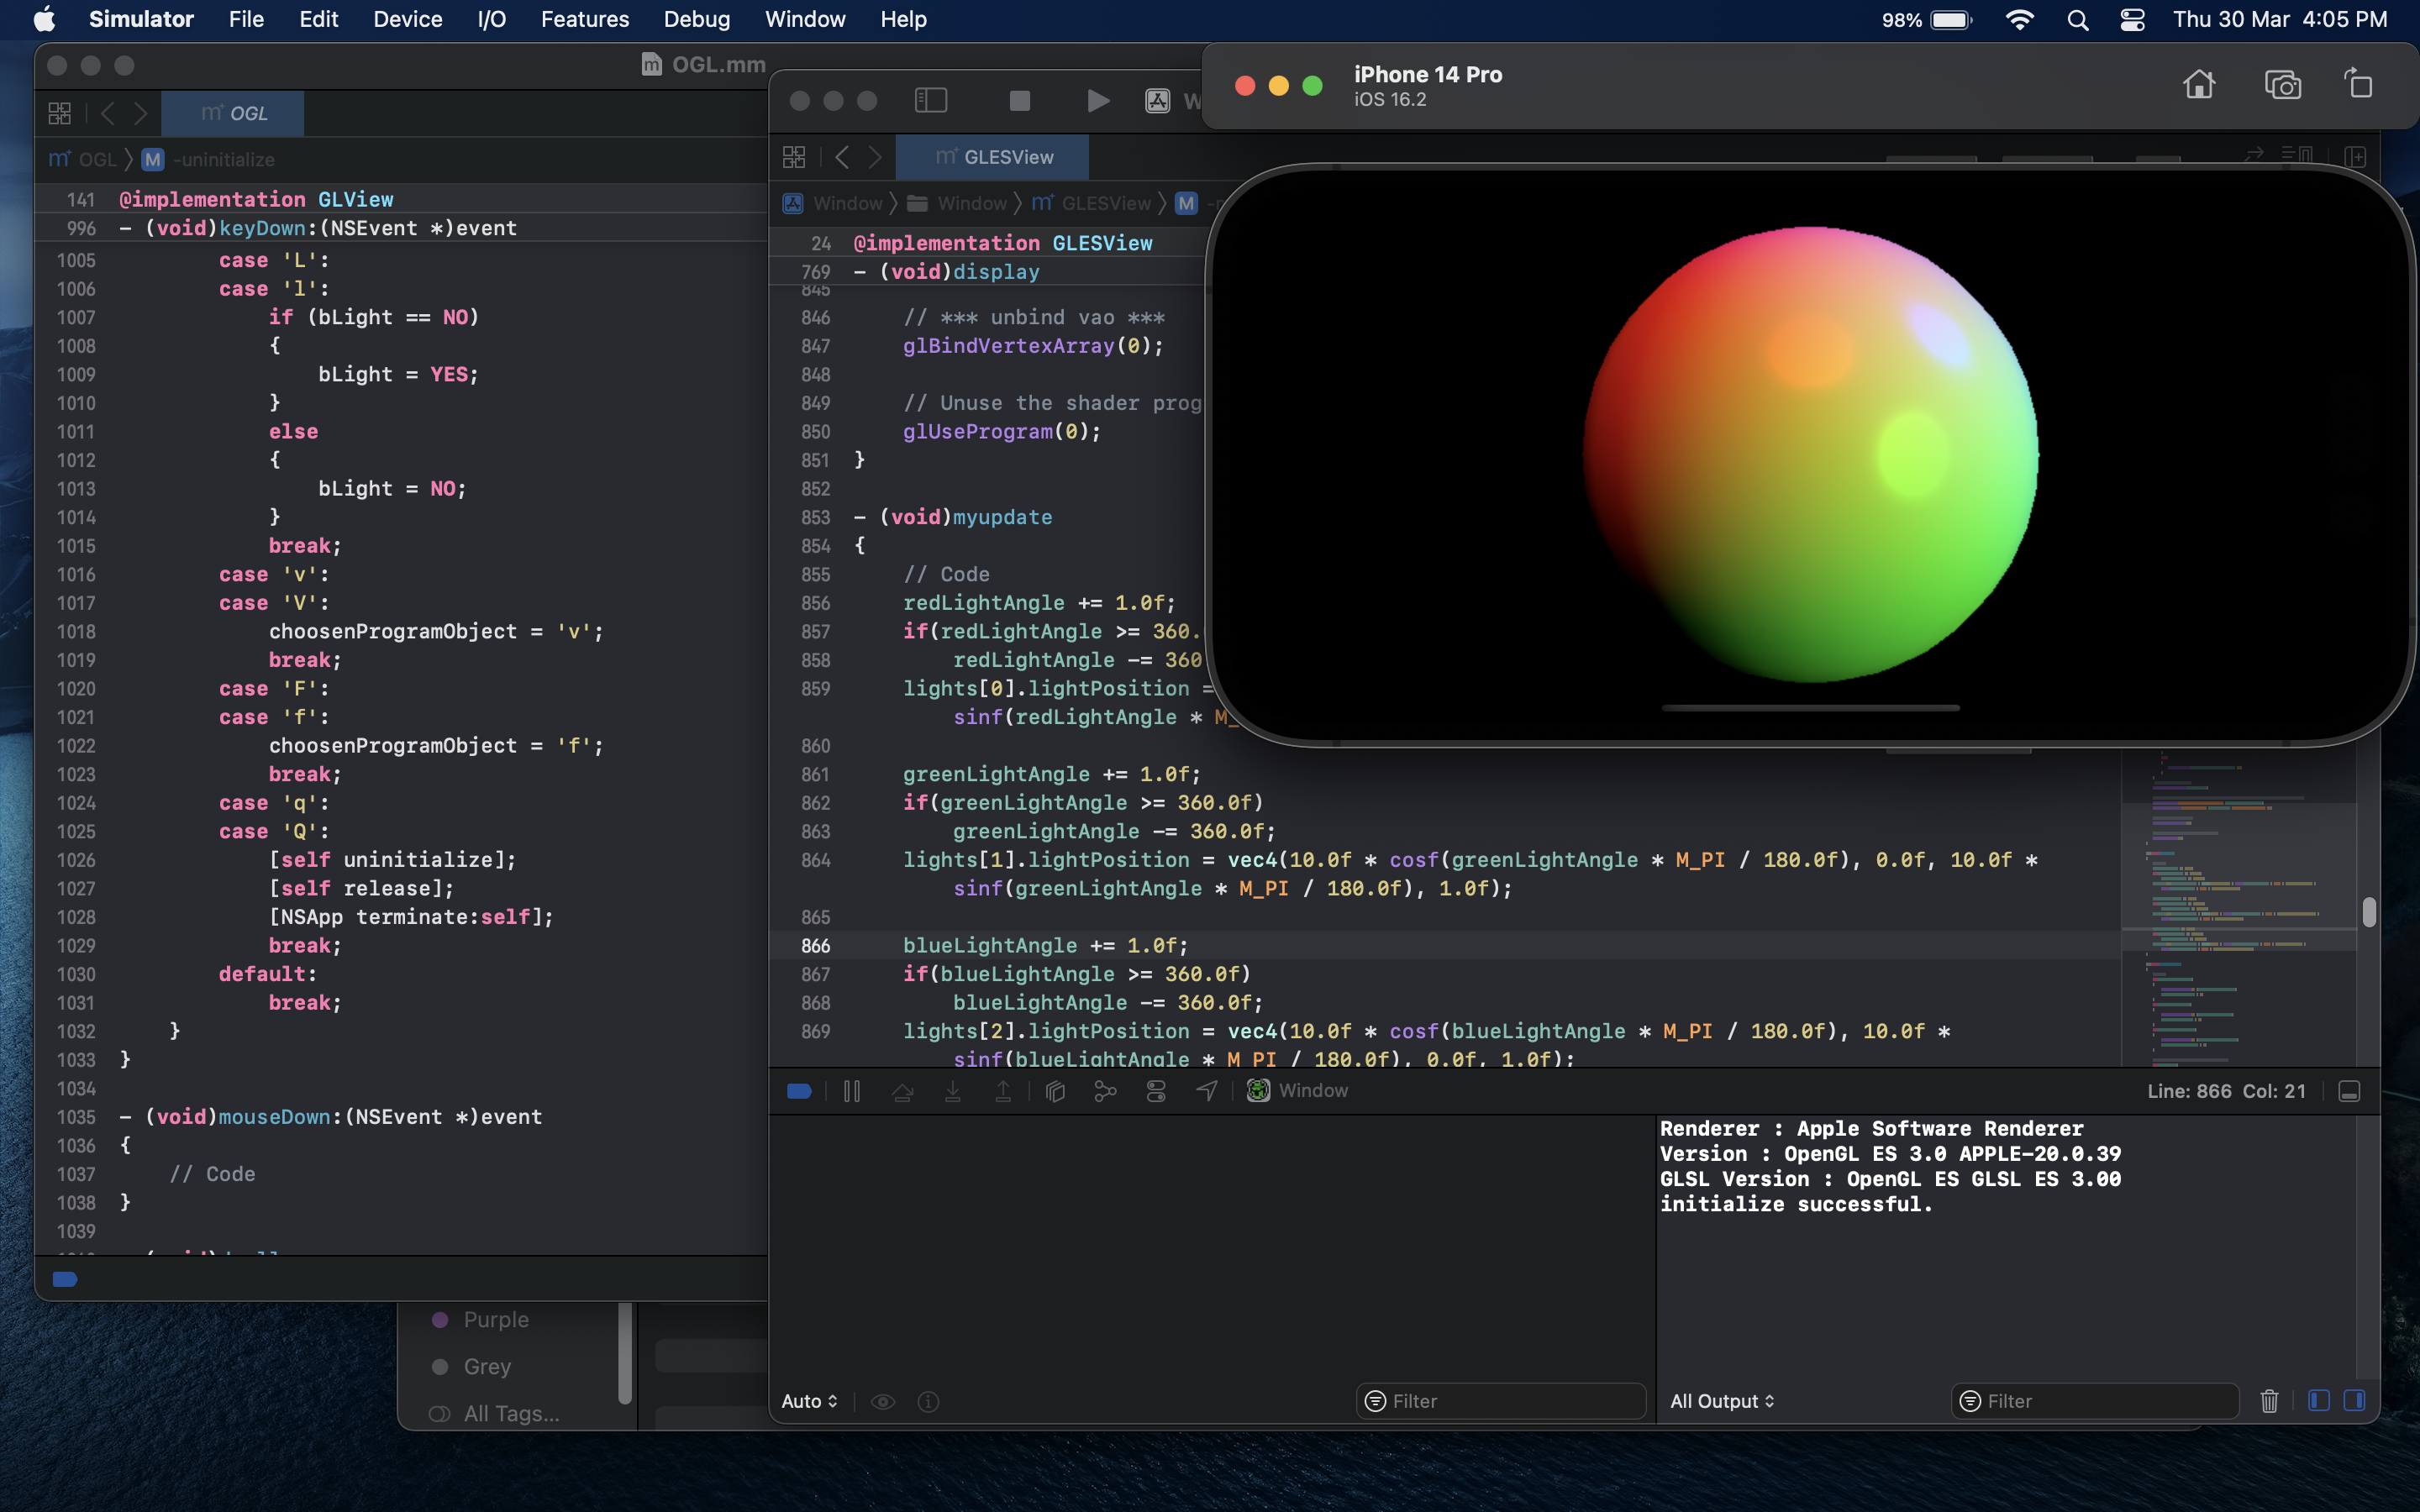 Simulator File Edit Device I/O Features Debug Window Help 98% Thu 30 Mar 4:05 PM
OGL.mm
OGL
OGL M -uninitialize
141 @implementation GLView
996 - (void)keyDown:(NSEvent *)event
1005 case 'L':
1006 case 'l':
1007 if (bLight == NO)
1008 {
1009 bLight = YES;
1010 }
1011 else
1012 {
1013 bLight = NO;
1014 }
1015 break;
1016 case 'v':
1017 case 'V':
1018 choosenProgramObject = 'v';
1019 break;
1020 case 'F':
1021 case 'f':
1022 choosenProgramObject = 'f';
1023 break;
1024 case 'q':
1025 case 'Q':
1026 [self uninitialize];
1027 [self release];
1028 [NSApp terminate:self];
1029 break;
1030 default:
1031 break;
1032 }
1033 }
1034
1035 - (void)mouseDown:(NSEvent *)event
1036 {
1037 // Code
1038 }
1039
Purple
Grey
All Tags...
iPhone 14 Pro
iOS 16.2
GLESView
Window Window GLESView M
24 @implementation GLESView
769 - (void)display
845
846 // *** unbind vao ***
847 glBindVertexArray(0);
848
849 // Unuse the shader prog
850 glUseProgram(0);
851 }
852
853 - (void)myupdate
854 {
855 // Code
856 redLightAngle += 1.0f;
857 if(redLightAngle >= 360.
858 redLightAngle -= 360
859 lights[0].lightPosition =
sinf(redLightAngle * M_
860
861 greenLightAngle += 1.0f;
862 if(greenLightAngle >= 360.0f)
863 greenLightAngle -= 360.0f;
864 lights[1].lightPosition = vec4(10.0f * cosf(greenLightAngle * M_PI / 180.0f), 0.0f, 10.0f *
sinf(greenLightAngle * M_PI / 180.0f), 1.0f);
865
866 blueLightAngle += 1.0f;
867 if(blueLightAngle >= 360.0f)
868 blueLightAngle -= 360.0f;
869 lights[2].lightPosition = vec4(10.0f * cosf(blueLightAngle * M_PI / 180.0f), 10.0f *
sinf(blueLightAngle * M_PI / 180.0f), 0.0f, 1.0f);
Window Line: 866 Col: 21
Renderer : Apple Software Renderer
Version : OpenGL ES 3.0 APPLE-20.0.39
GLSL Version : OpenGL ES GLSL ES 3.00
initialize successful.
Auto Filter All Output Filter